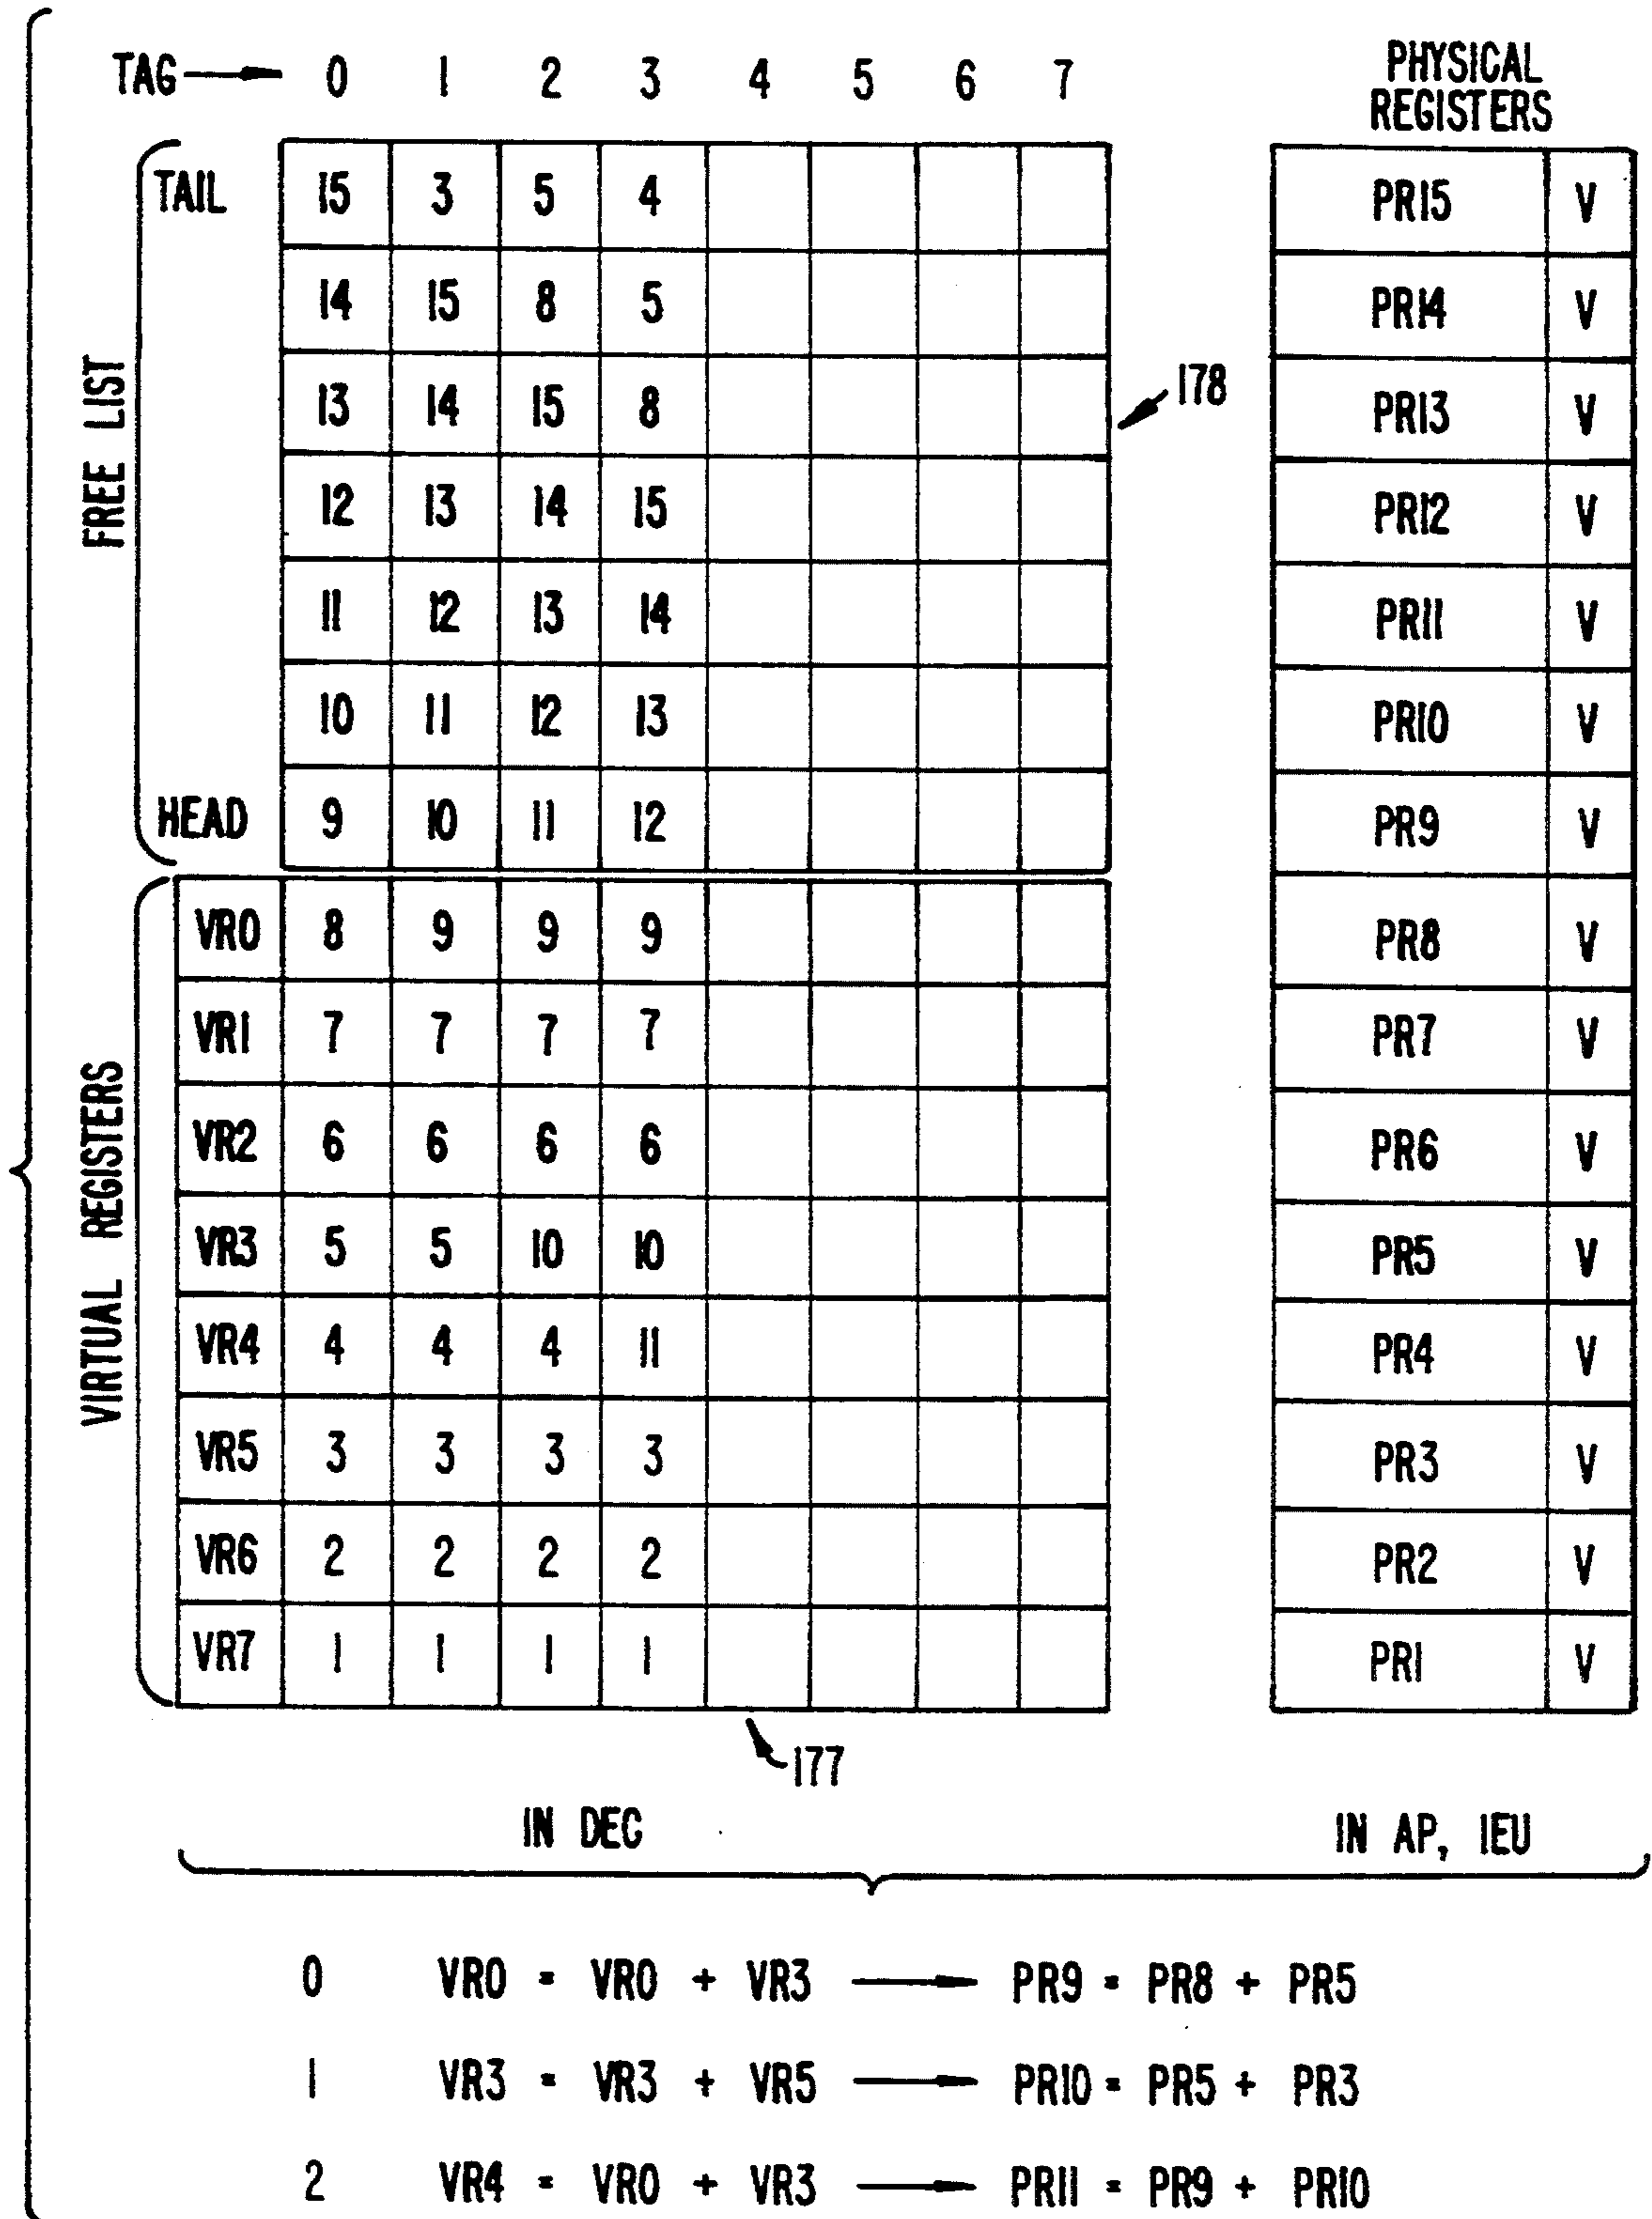 TAG 0 1 2 3 4 5 6 7
PHYSICAL
REGISTERS
FREE LIST
TAIL 15 3 5 4
14 15 8 5
13 14 15 8
12 13 14 15
11 12 13 14
10 11 12 13
HEAD 9 10 11 12
178
VIRTUAL REGISTERS
VR0 8 9 9 9
VR1 7 7 7 7
VR2 6 6 6 6
VR3 5 5 10 10
VR4 4 4 4 11
VR5 3 3 3 3
VR6 2 2 2 2
VR7 1 1 1 1
177
PR15 V
PR14 V
PR13 V
PR12 V
PR11 V
PR10 V
PR9 V
PR8 V
PR7 V
PR6 V
PR5 V
PR4 V
PR3 V
PR2 V
PR1 V
IN DEC
IN AP, IEU
0 VR0 = VR0 + VR3 PR9 = PR8 + PR5
1 VR3 = VR3 + VR5 PR10 = PR5 + PR3
2 VR4 = VR0 + VR3 PR11 = PR9 + PR10